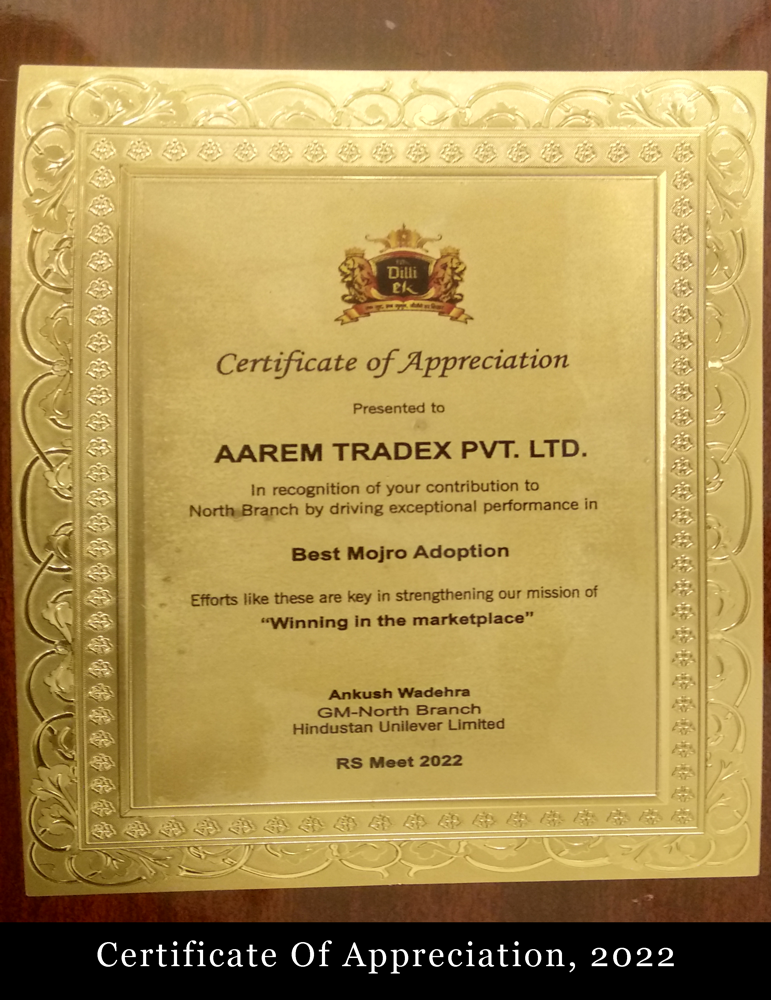 Dilli
ek
Certificate of Appreciation
Presented to
AAREM TRADEX PVT. LTD.
In recognition of your contribution to
North Branch by driving exceptional performance in
Best Mojro Adoption
Efforts like these are key in strengthening our mission of
“Winning in the marketplace”
Ankush Wadehra
GM-North Branch
Hindustan Unilever Limited
RS Meet 2022
Certificate Of Appreciation, 2022